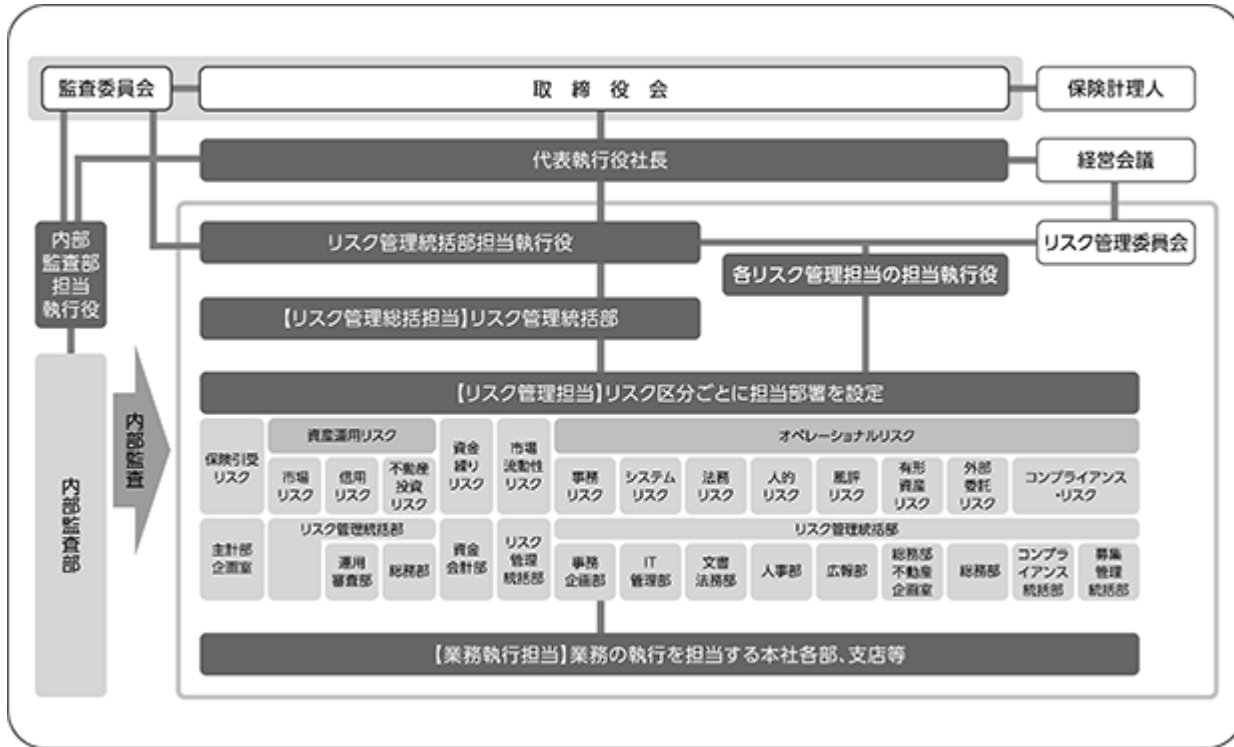 監査委員会
取締役会
保険計理人
代表執行役社長
経営会議
内部
監査部
担当
執行役
リスク管理統括部担当執行役
リスク管理委員会
各リスク管理担当の担当執行役
【リスク管理総括担当】リスク管理統括部
内部監査部
内部監査
【リスク管理担当】リスク区分ごとに担当部署を設定
保険引受
リスク
資産運用リスク
市場
リスク
信用
リスク
不動産
投資
リスク
資金
繰り
リスク
市場
流動性
リスク
オペレーショナルリスク
事務
リスク
システム
リスク
法務
リスク
人的
リスク
風評
リスク
有形
資産
リスク
外部
委託
リスク
コンプライアンス
・リスク
主計部
企画室
リスク管理統括部
運用
審査部
総務部
資金
会計部
リスク
管理
統括部
リスク管理統括部
事務
企画部
IT
管理部
文書
法務部
人事部
広報部
総務部
不動産
企画室
総務部
コンプラ
イアンス
統括部
募集
管理
統括部
【業務執行担当】業務の執行を担当する本社各部、支店等